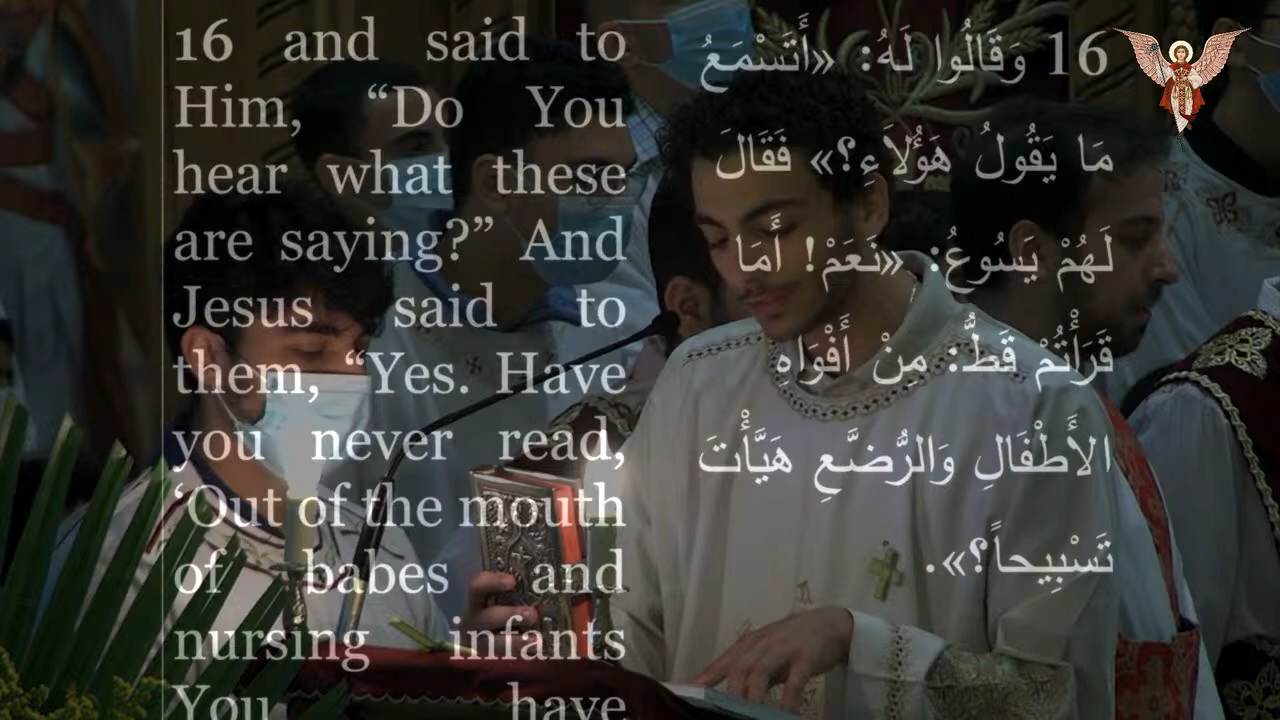 16 and said to
Him, “Do You
hear what these
are saying?” And
Jesus said to
them, “Yes. Have
you never read,
‘Out of the mouth
of babes and
nursing infants
You have
16 وَقَالُوا لَهُ: «أَتَسْمَعُ
مَا يَقُولُ هَؤُلاَءِ؟» فَقَالَ
لَهُمْ يَسُوعُ: «نَعَمْ! أَمَا
قَرَأْتُمْ قَطُّ: مِنْ أَفْوَاهِ
الأَطْفَالِ وَالرُّضَّعِ هَيَّأْتَ
تَسْبِيحاً؟».